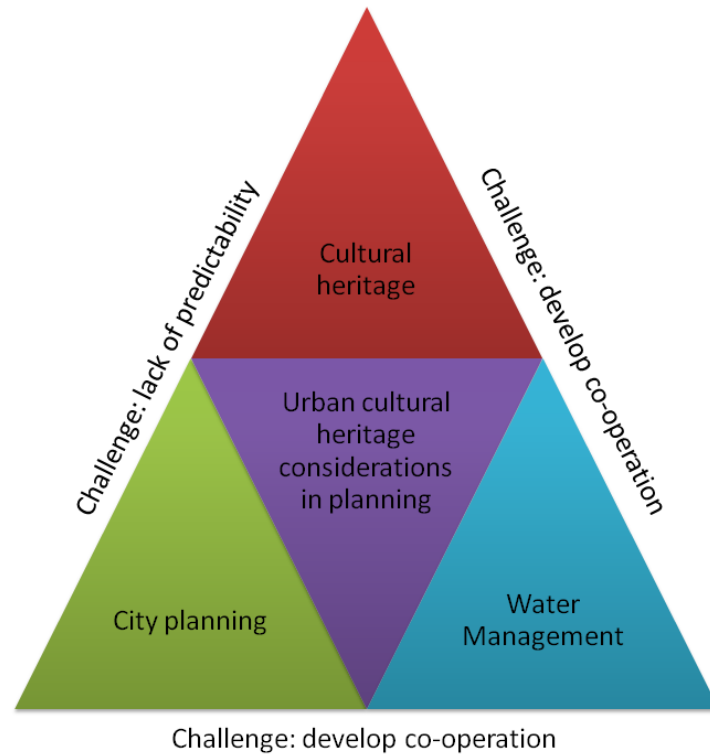 Challenge: lack of predictability
Challenge: develop co-operation
Cultural
heritage
Urban cultural
heritage
considerations
in planning
City planning
Water
Management
Challenge: develop co-operation